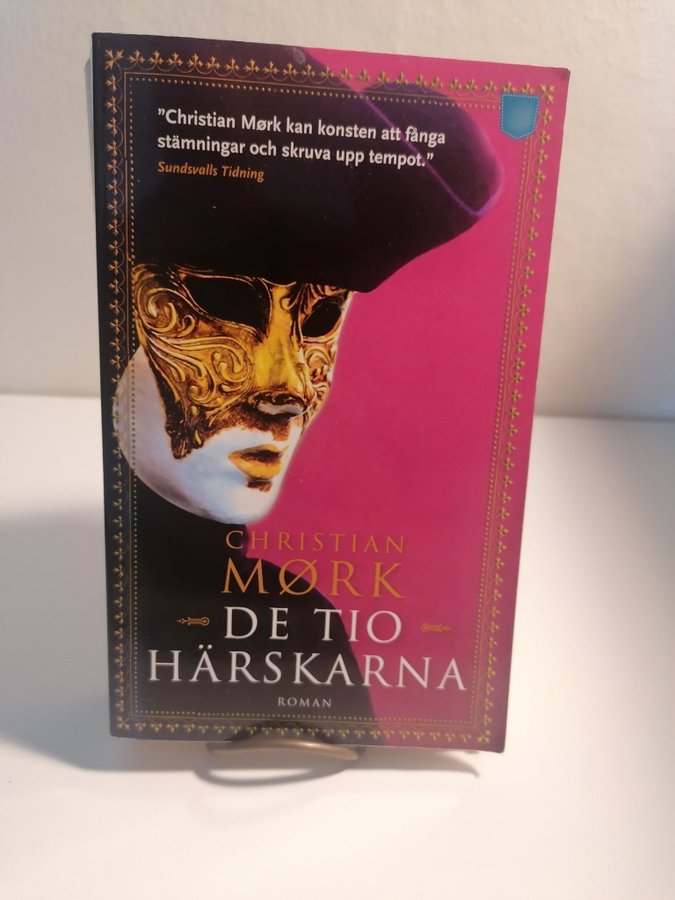 ”Christian Mørk kan konsten att fånga
stämningar och skruva upp tempot.”
Sundsvalls Tidning
CHRISTIAN
MØRK
DE TIO
HÄRSKARNA
ROMAN